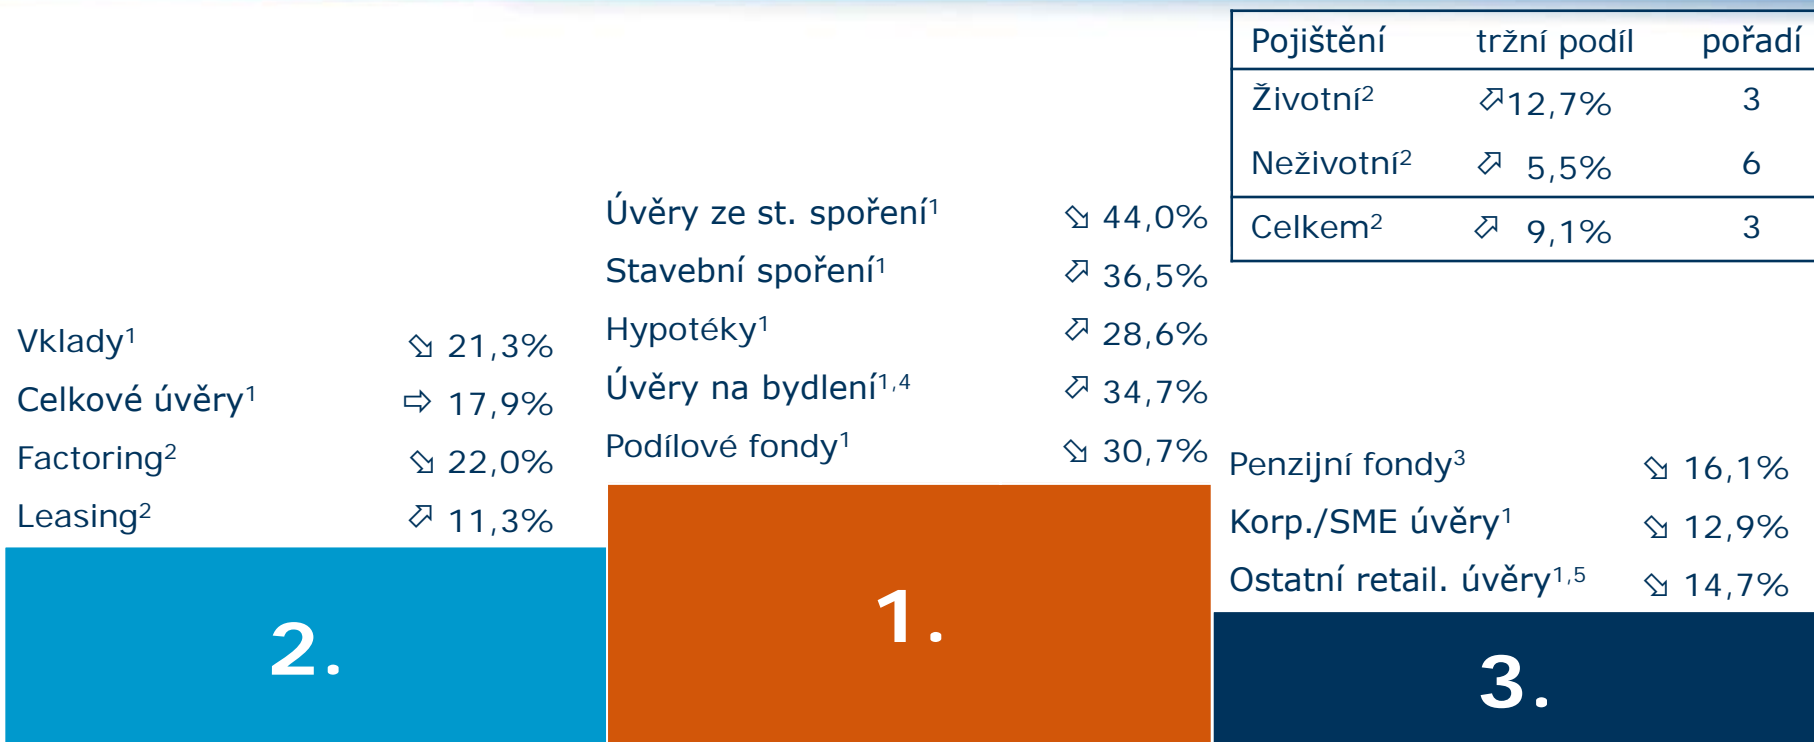 Pojištění tržní podíl pořadí
Životní² ⬀12,7% 3
Neživotní² ⬀ 5,5% 6
Celkem² ⬀ 9,1% 3
Úvěry ze st. spoření¹ ⬂ 44,0%
Stavební spoření¹ ⬀ 36,5%
Hypotéky¹ ⬀ 28,6%
Úvěry na bydlení¹,⁴ ⬀ 34,7%
Podílové fondy¹ ⬂ 30,7%
1.
Vklady¹ ⬂ 21,3%
Celkové úvěry¹ ⇨ 17,9%
Factoring² ⬂ 22,0%
Leasing² ⬀ 11,3%
2.
Penzijní fondy³ ⬂ 16,1%
Korp./SME úvěry¹ ⬂ 12,9%
Ostatní retail. úvěry¹,⁵ ⬂ 14,7%
3.